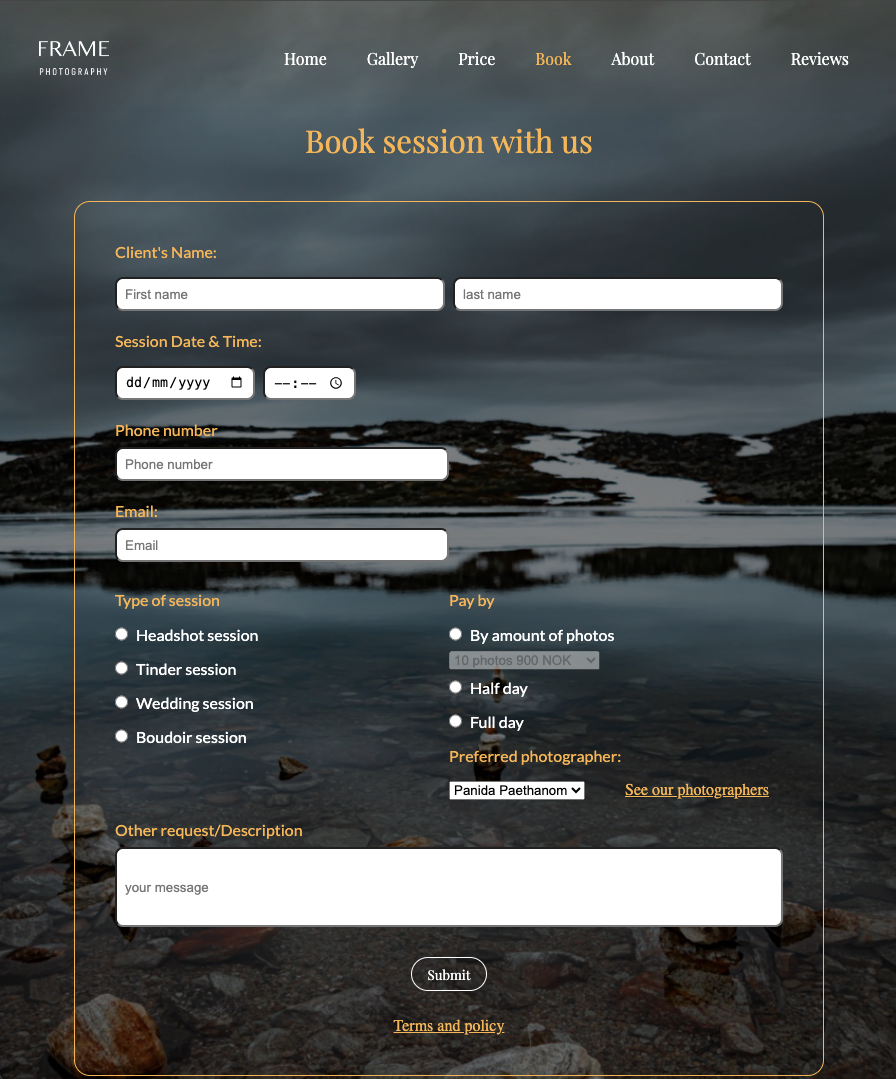 FRAME
PHOTOGRAPHY
Home Gallery Price Book About Contact Reviews
Book session with us
Client's Name:
First name last name
Session Date & Time:
dd/mm/yyyy --:--
Phone number
Phone number
Email:
Email
Type of session Pay by
Headshot session By amount of photos
10 photos 900 NOK
Tinder session Half day
Wedding session Full day
Boudoir session
Preferred photographer:
Panida Paethanom See our photographers
Other request/Description
your message
Submit
Terms and policy